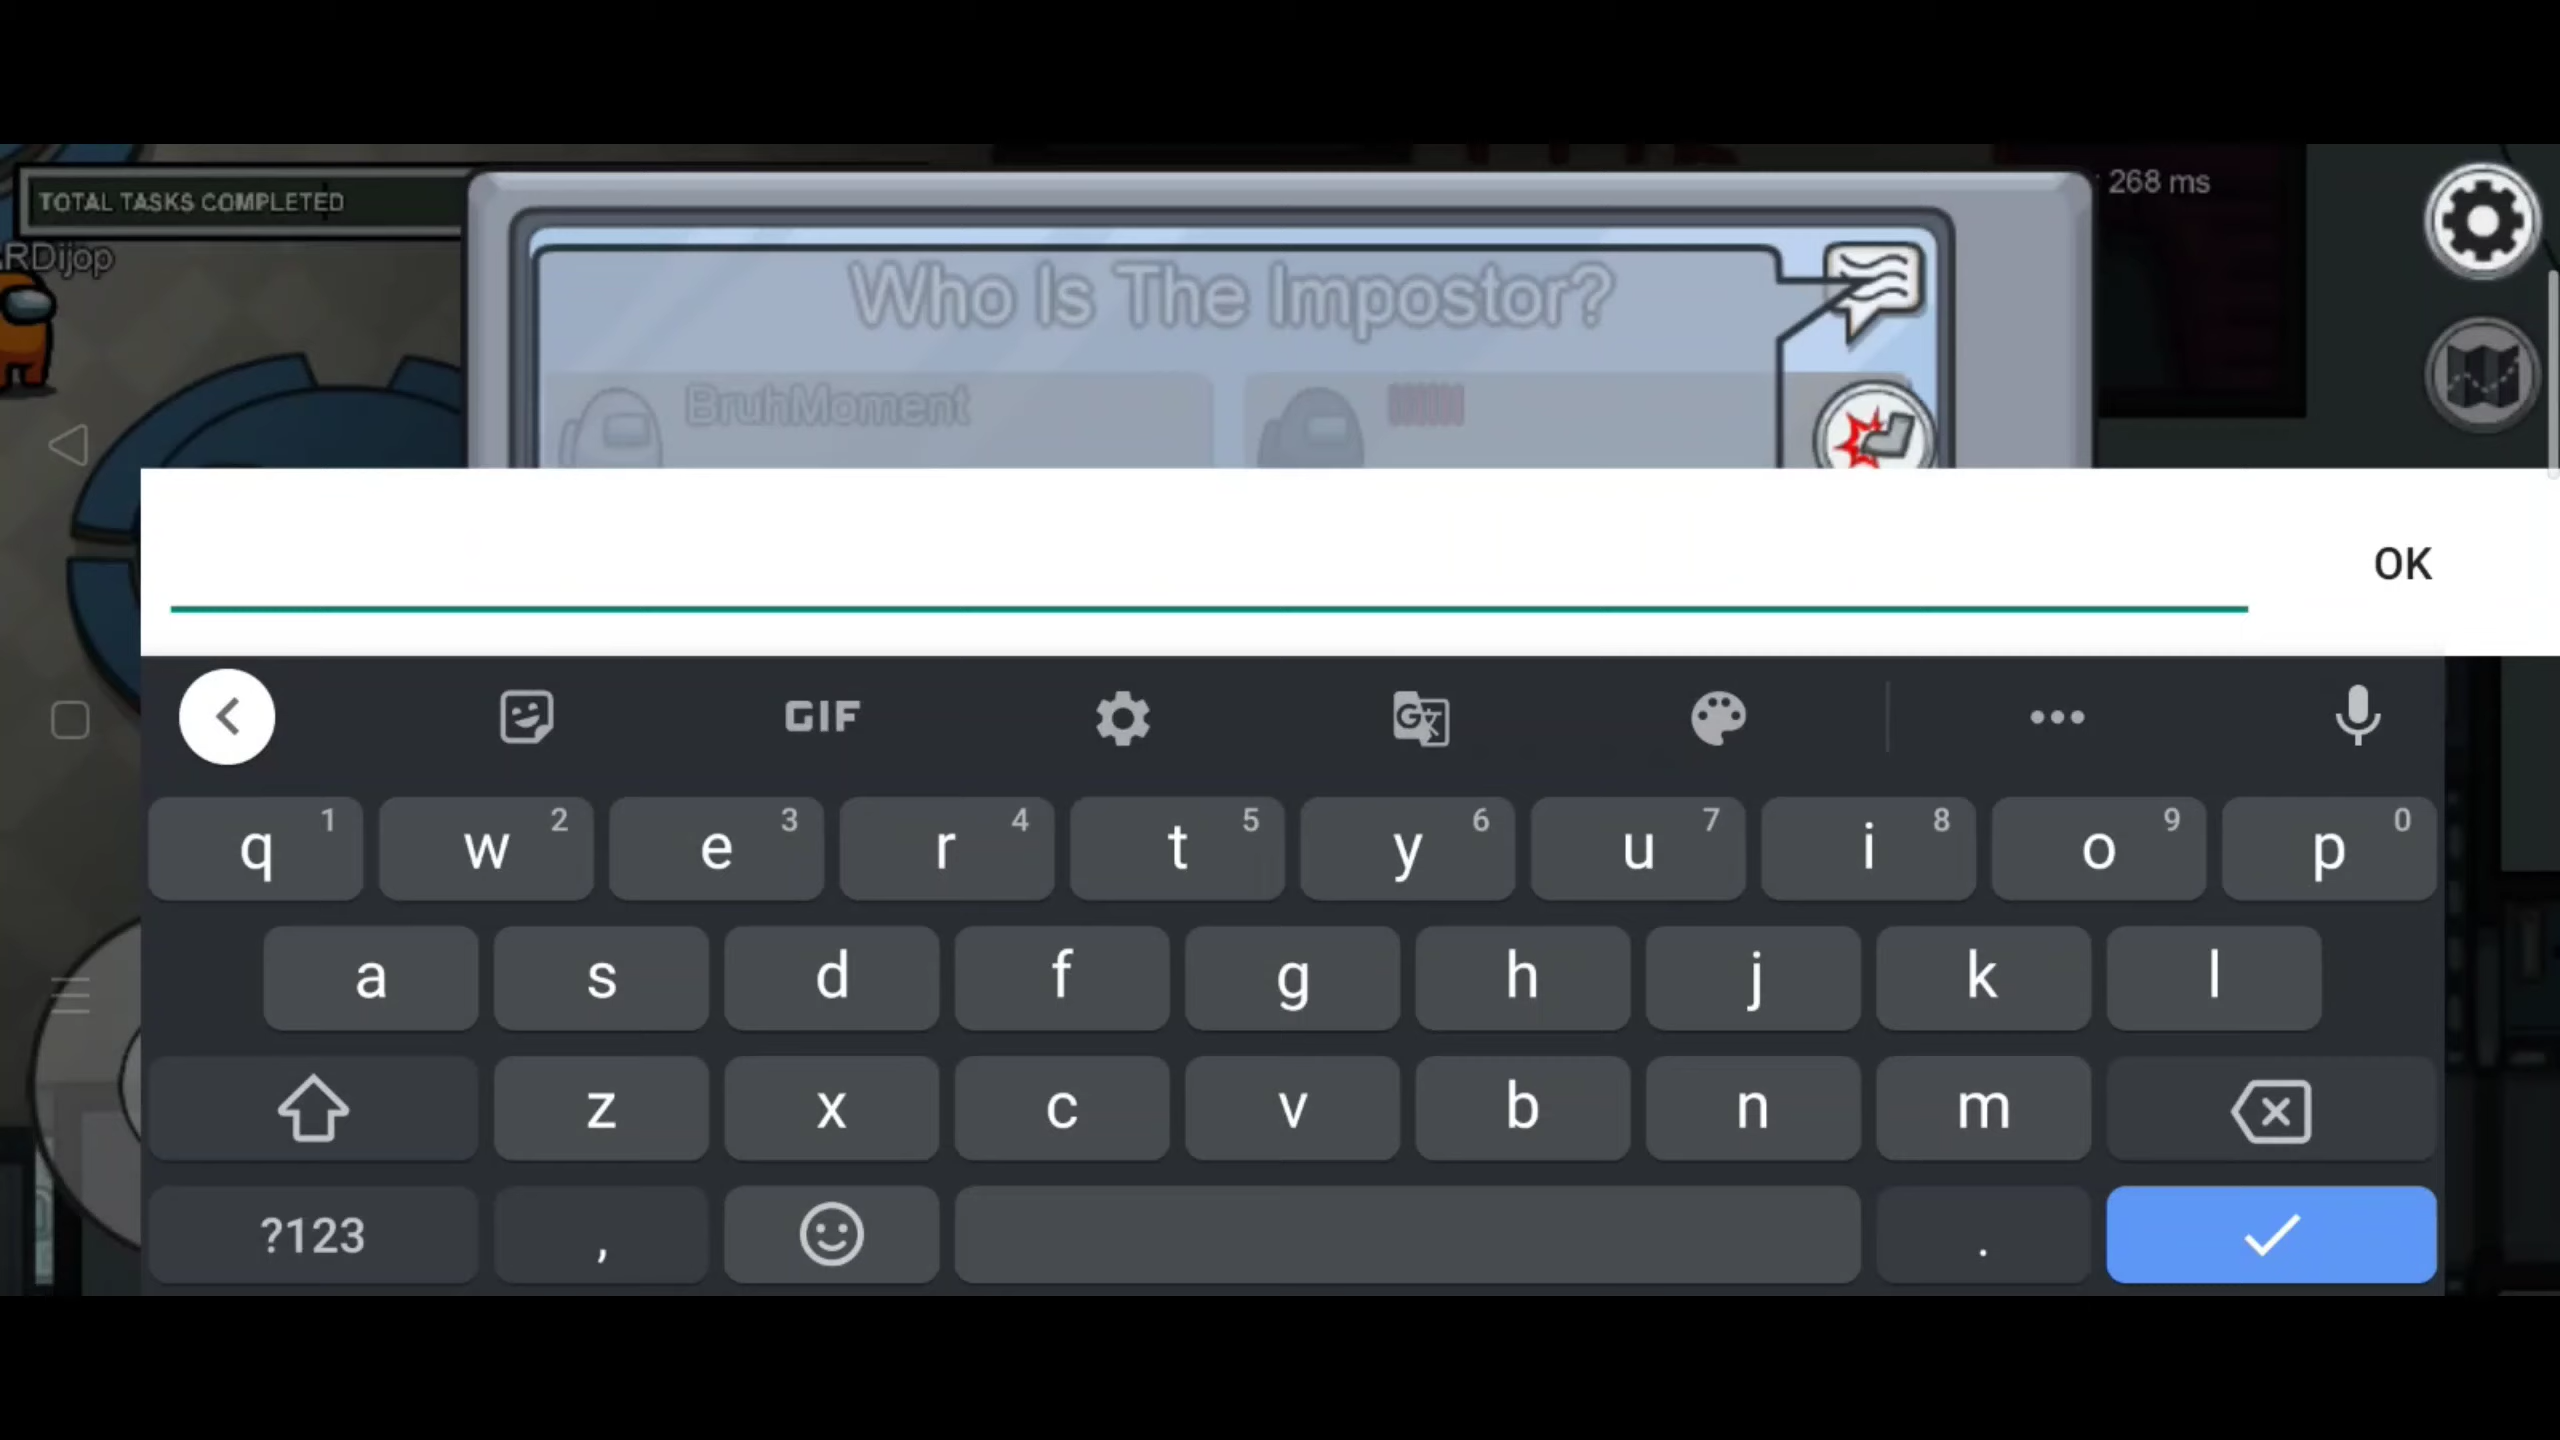 TOTAL TASKS COMPLETED
268 ms
RDijop
Who Is The Impostor?
BruhMoment
OK
GIF
q 1 w 2 e 3 r 4 t 5 y 6 u 7 i 8 o 9 p 0
a s d f g h j k l
z x c v b n m
?123 , .